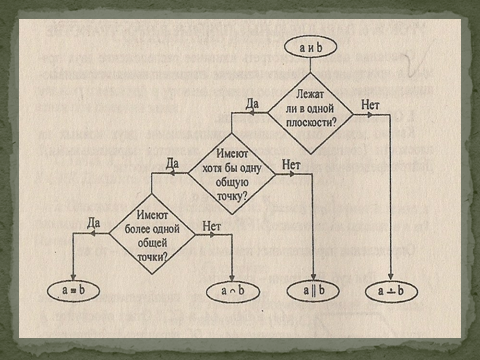 a и b
Лежат
ли в одной
плоскости?
Да
Нет
Имеют
хотя бы одну
общую
точку?
Да
Нет
Имеют
более одной
общей
точки?
Да
Нет
a ≡ b
a ∩ b
a || b
a ∸ b